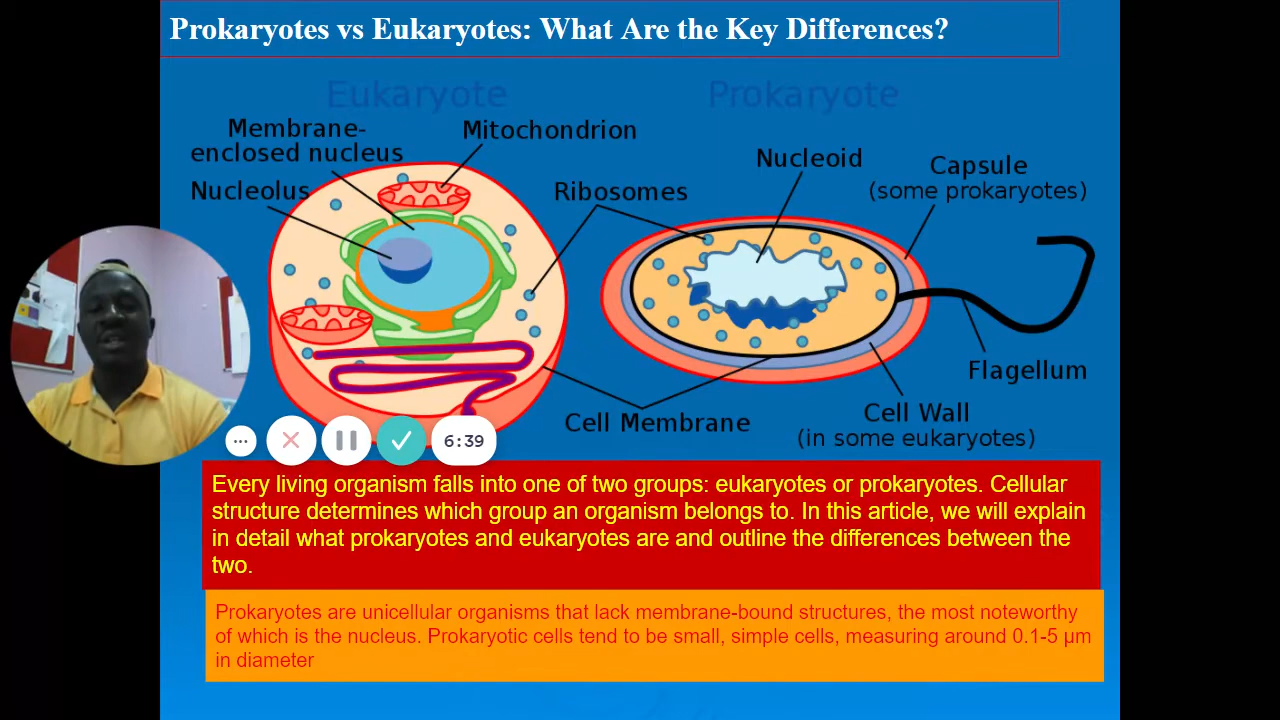 Prokaryotes vs Eukaryotes: What Are the Key Differences?
Eukaryote
Prokaryote
Membrane-
enclosed nucleus
Mitochondrion
Nucleolus
Ribosomes
Nucleoid
Capsule
(some prokaryotes)
Flagellum
Cell Membrane
Cell Wall
(in some eukaryotes)
6:39
Every living organism falls into one of two groups: eukaryotes or prokaryotes. Cellular
structure determines which group an organism belongs to. In this article, we will explain
in detail what prokaryotes and eukaryotes are and outline the differences between the
two.
Prokaryotes are unicellular organisms that lack membrane-bound structures, the most noteworthy
of which is the nucleus. Prokaryotic cells tend to be small, simple cells, measuring around 0.1-5 μm
in diameter